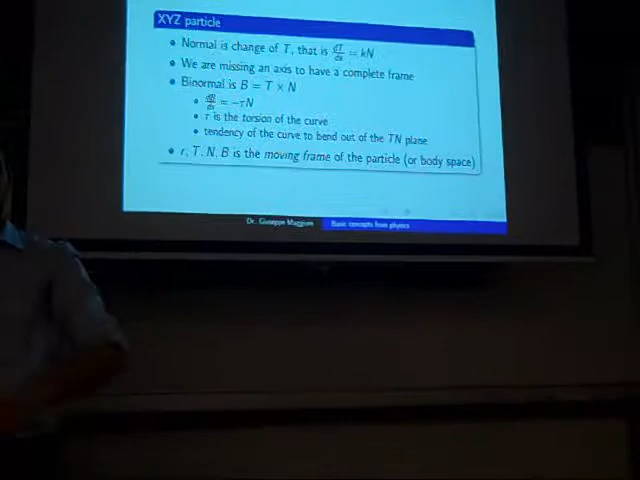 XYZ particle
Normal is change of T, that is dT/ds = kN
We are missing an axis to have a complete frame
Binormal is B = T × N
dB/ds = −τN
τ is the torsion of the curve
tendency of the curve to bend out of the TN plane
r, T, N, B is the moving frame of the particle (or body space)
Dr. Giuseppe Maggiore Basic concepts from physics